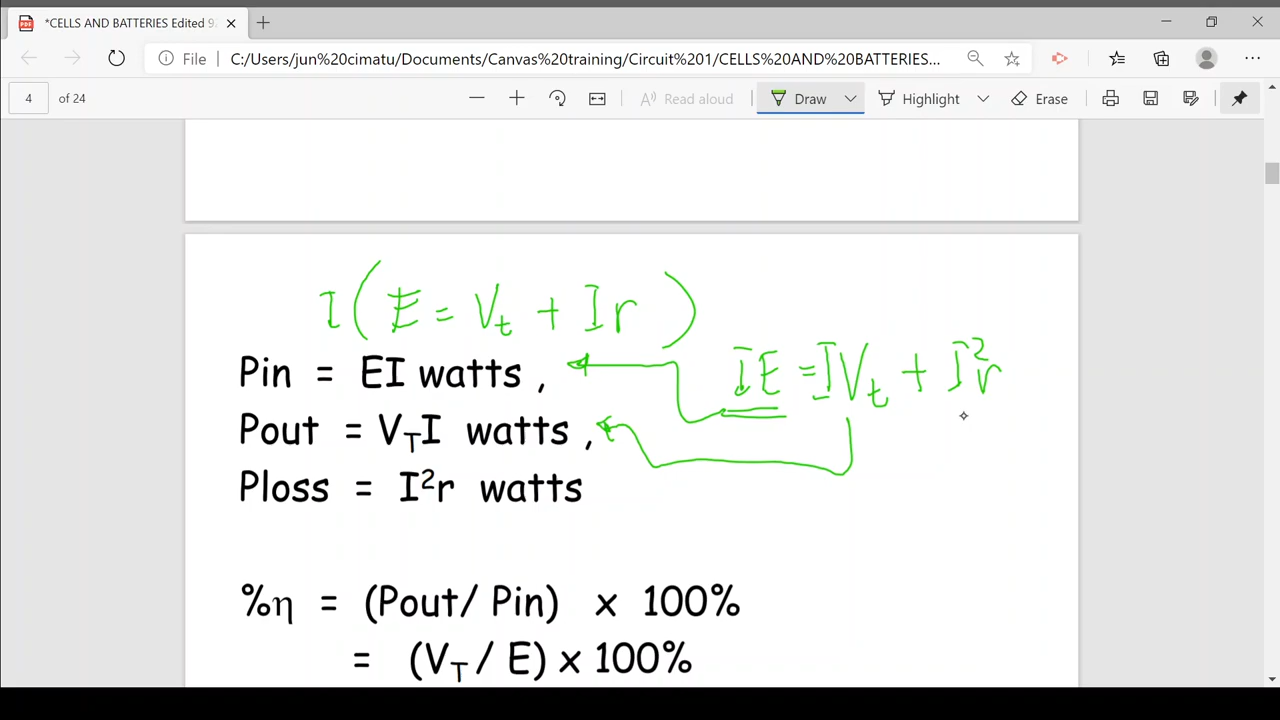 *CELLS AND BATTERIES Edited 9
File C:/Users/jun%20cimatu/Documents/Canvas%20training/Circuit%201/CELLS%20AND%20BATTERIES...
4 of 24
Read aloud Draw Highlight Erase
I ( E = Vt + Ir )
Pin = EI watts ,
IE = IVt + I²r
Pout = VTI watts ,
Ploss = I²r watts
%η = (Pout/ Pin) x 100%
= (VT / E) x 100%